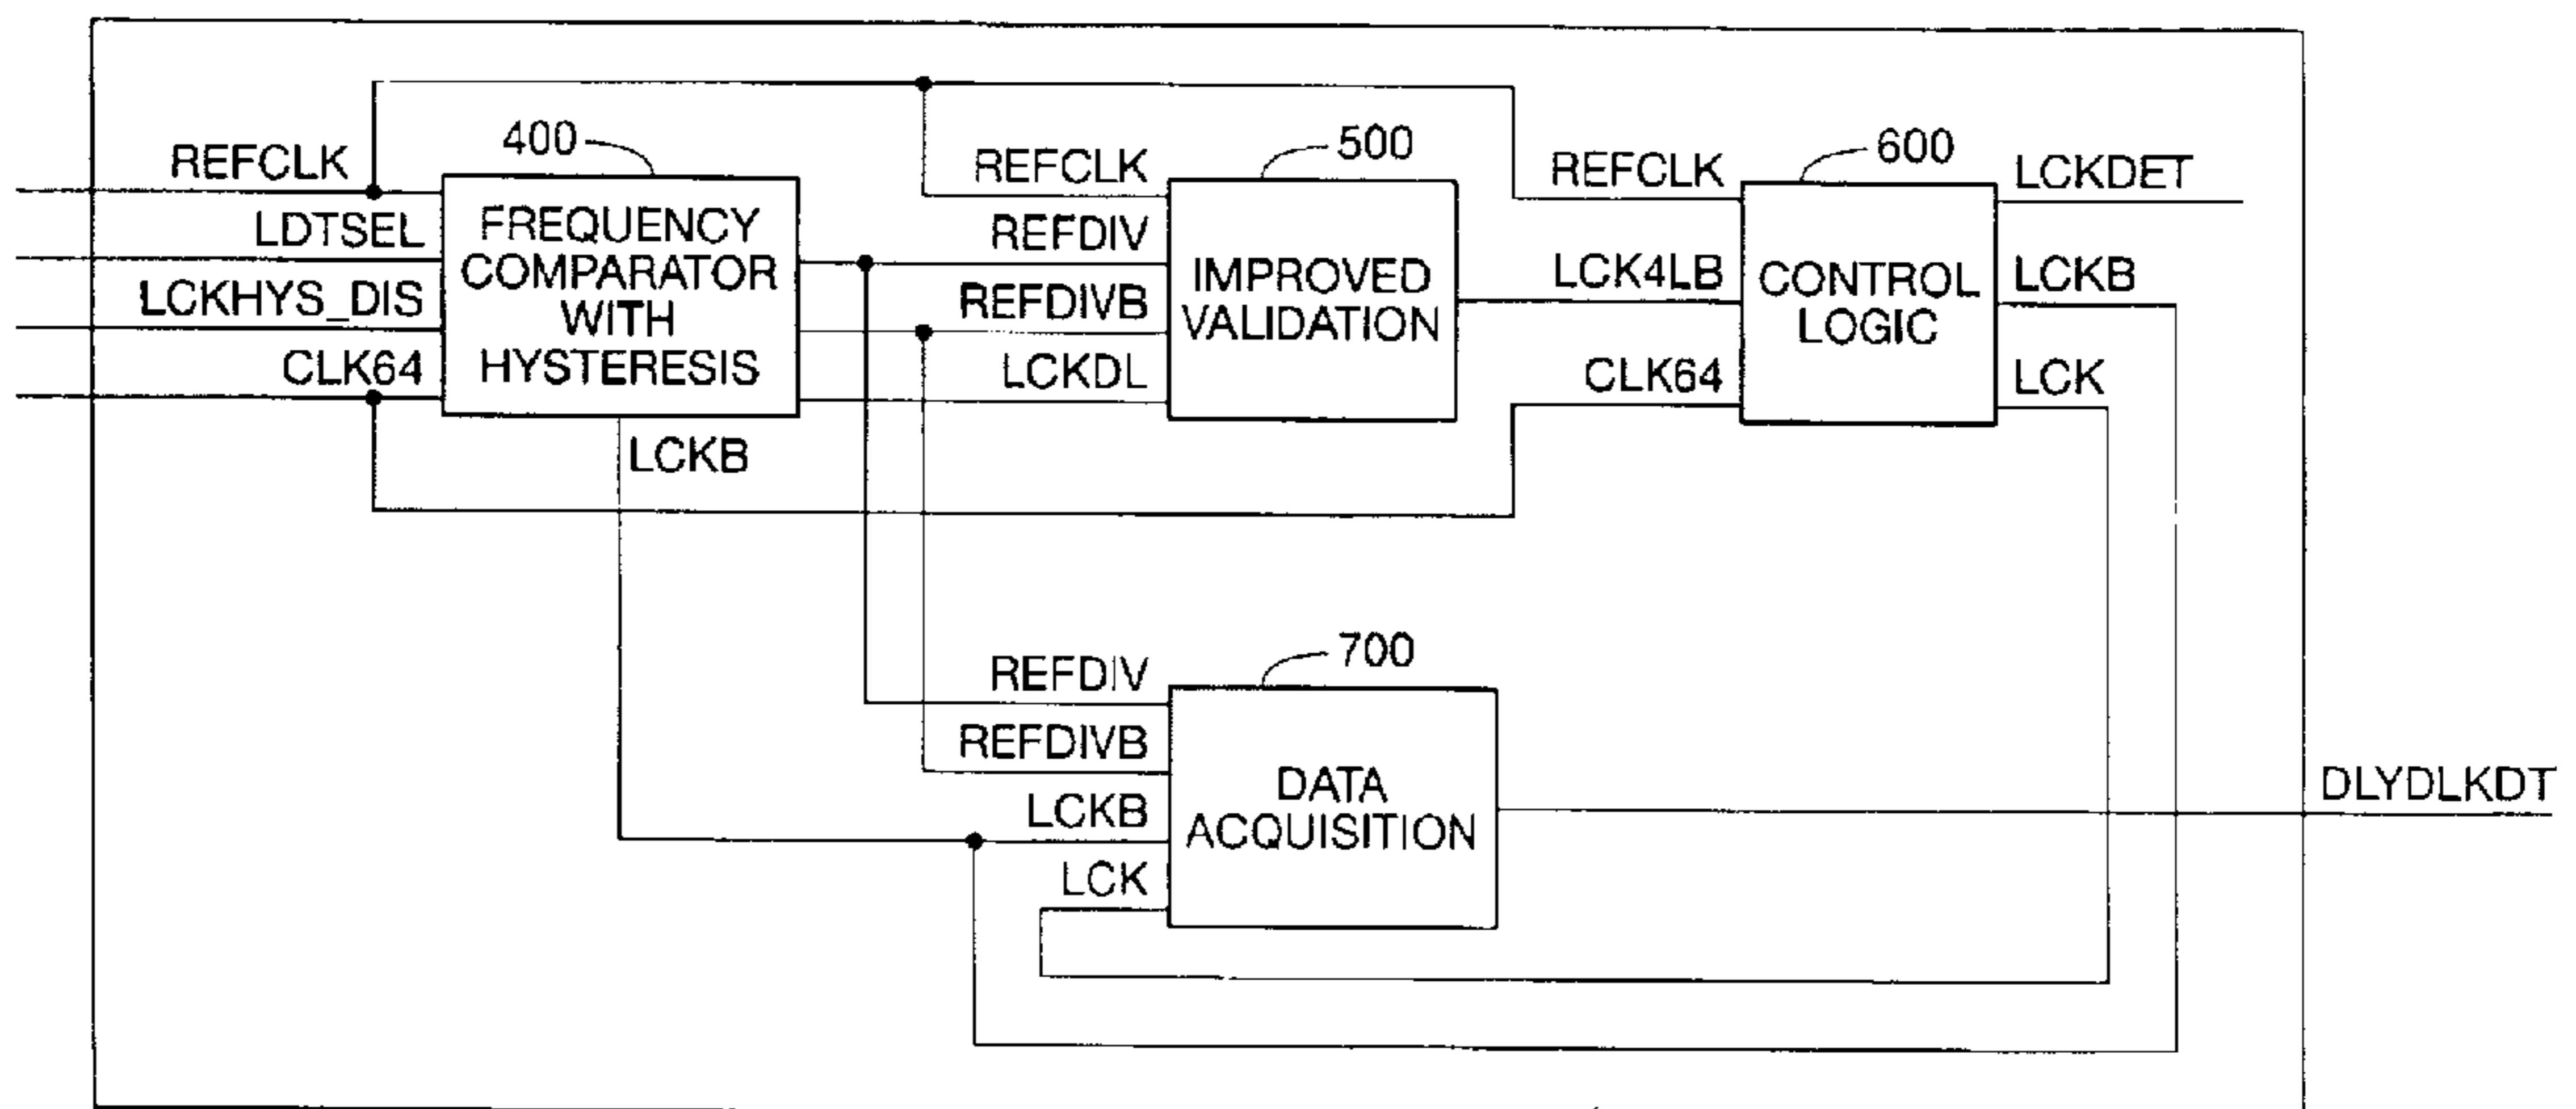 REFCLK
LDTSEL
LCKHYS_DIS
CLK64
400
FREQUENCY
COMPARATOR
WITH
HYSTERESIS
LCKB
REFCLK
REFDIV
REFDIVB
LCKDL
500
IMPROVED
VALIDATION
REFCLK
LCK4LB
CLK64
600
CONTROL
LOGIC
LCKDET
LCKB
LCK
REFDIV
REFDIVB
LCKB
LCK
700
DATA
ACQUISITION
DLYDLKDT